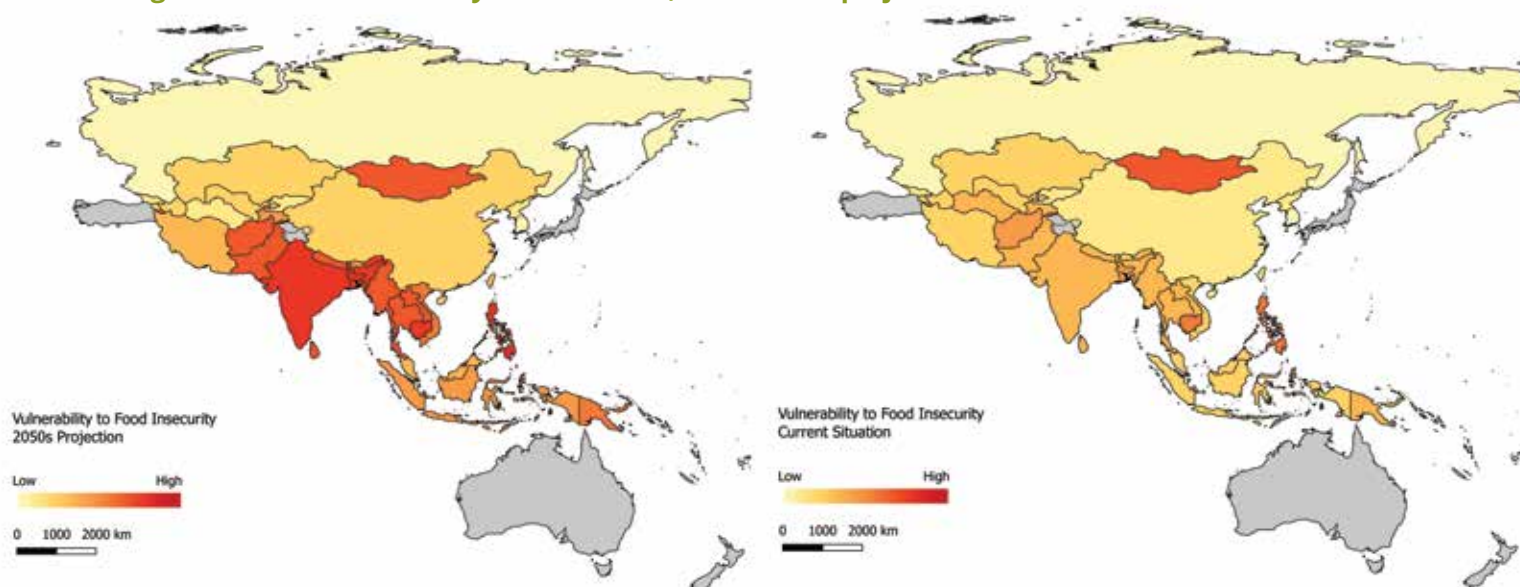 Vulnerability to Food Insecurity
2050s Projection
Low High
0 1000 2000 km
Vulnerability to Food Insecurity
Current Situation
Low High
0 1000 2000 km